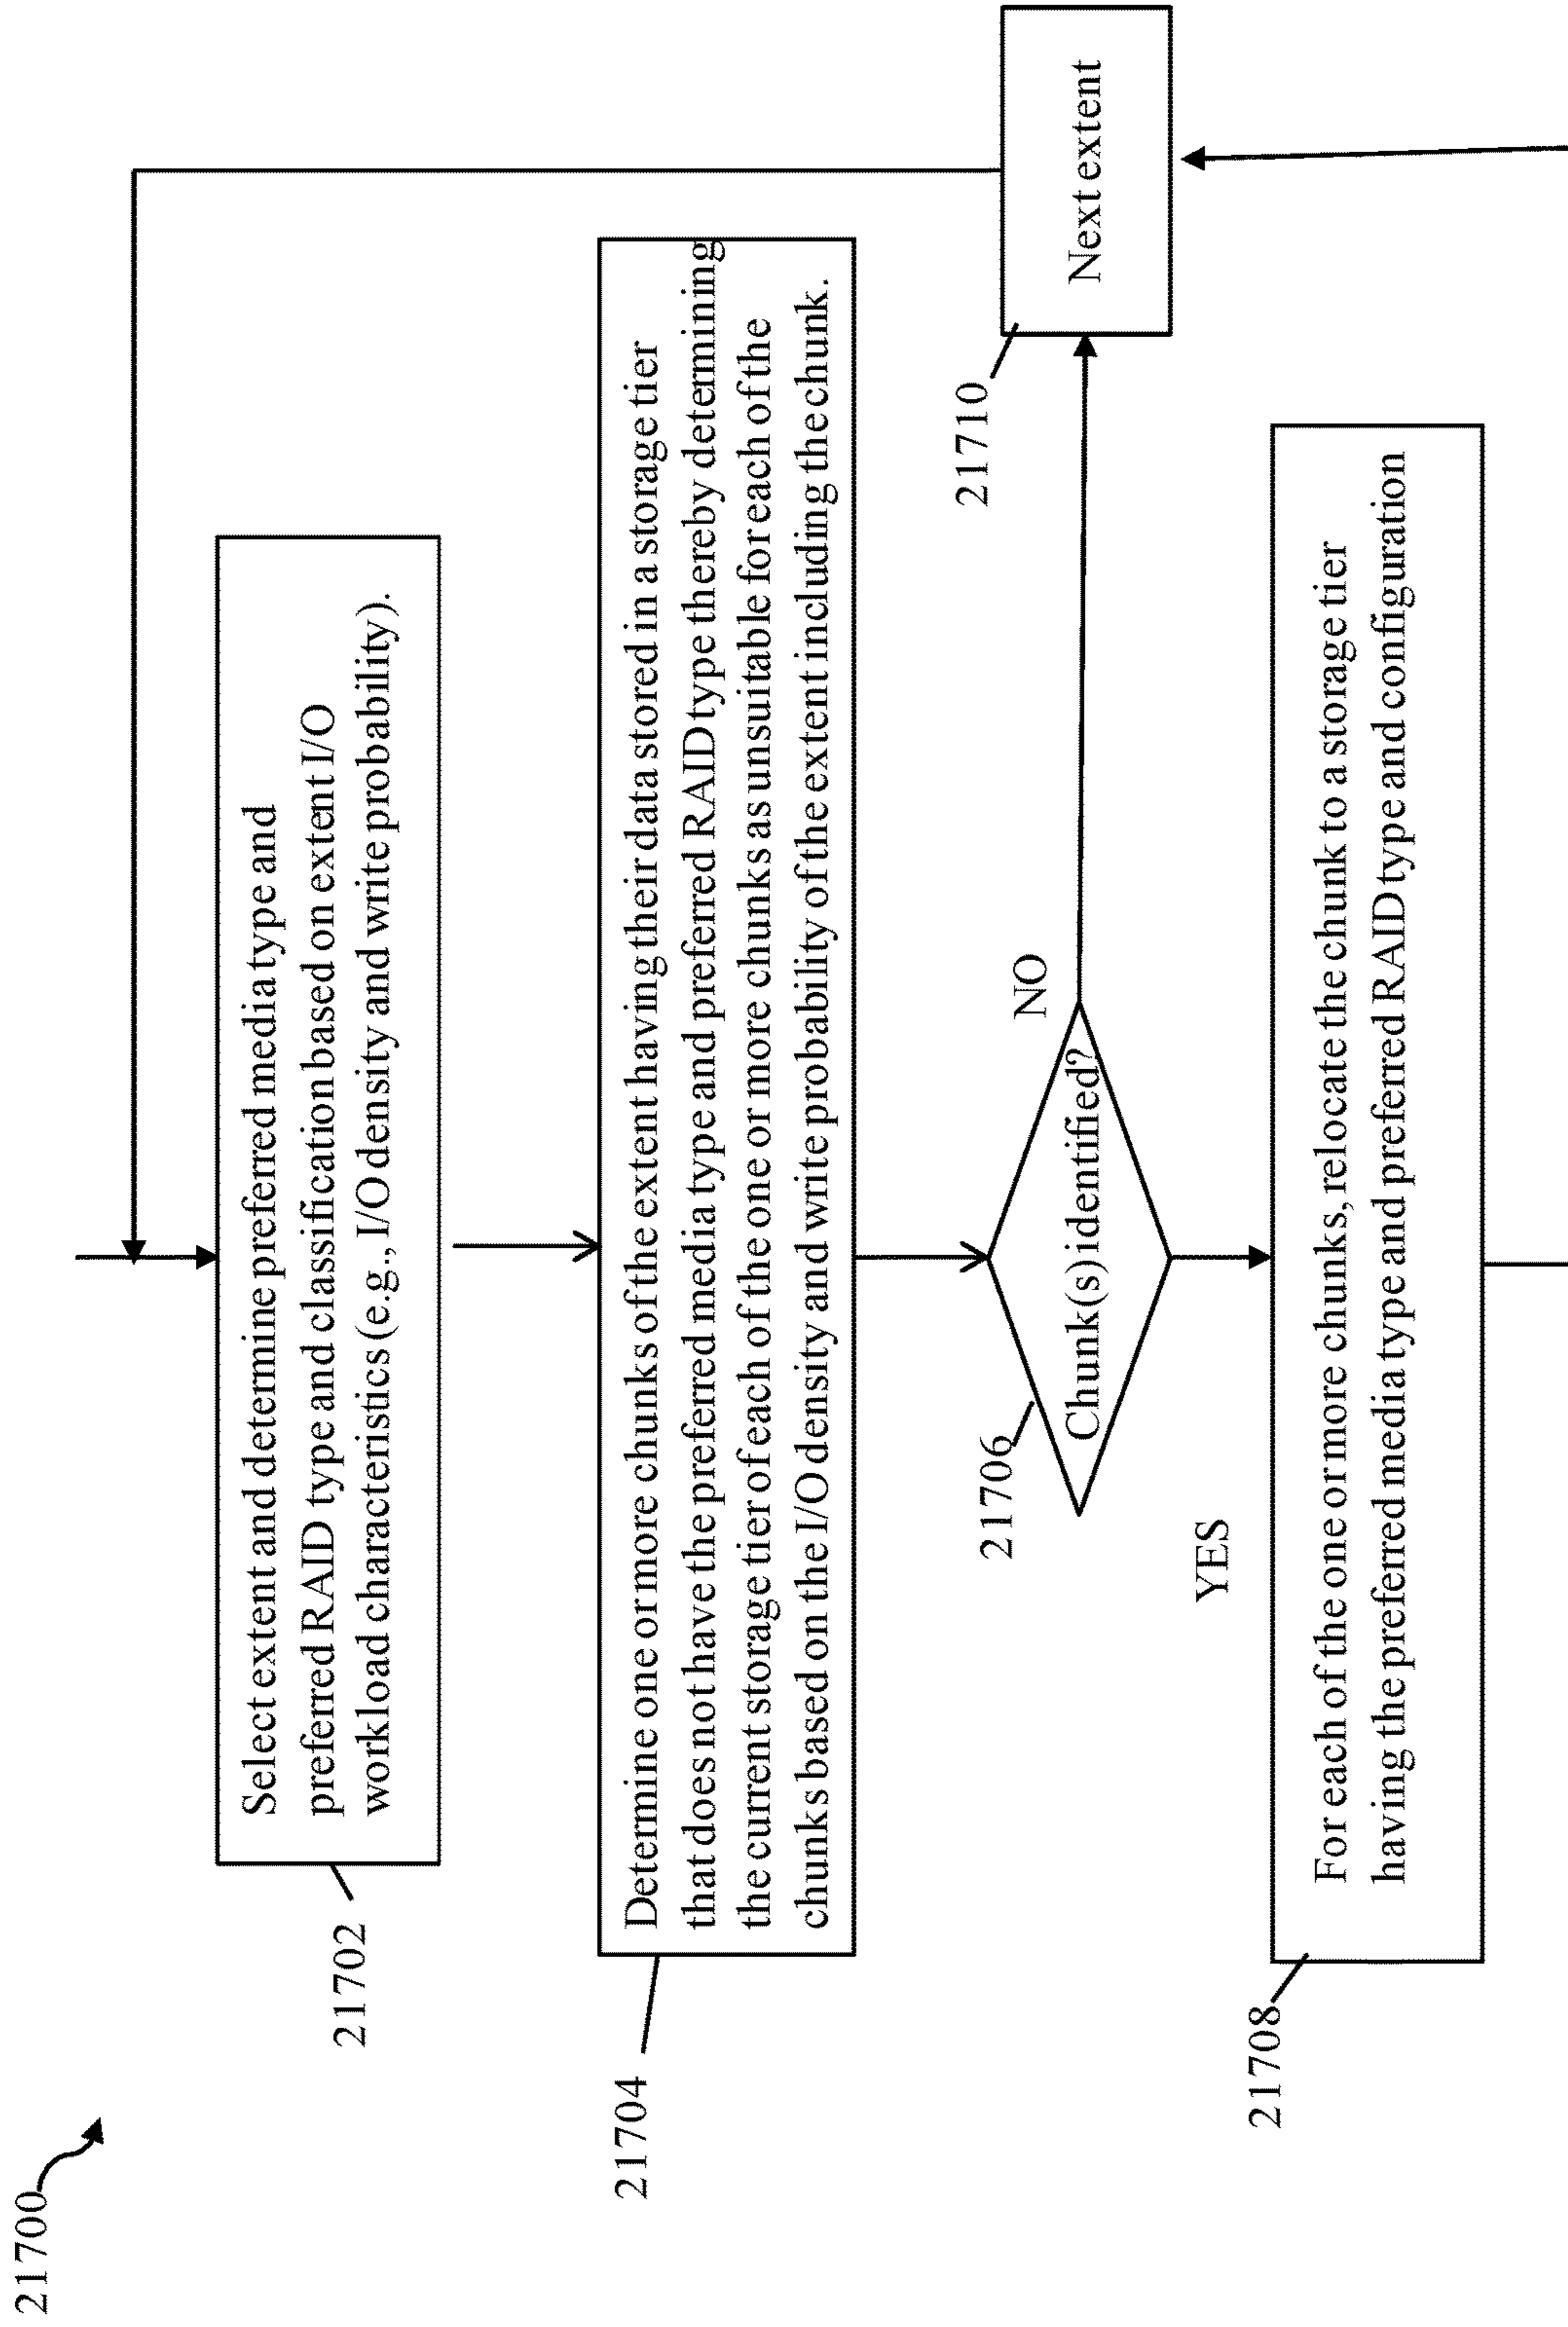 21700
21702
Select extent and determine preferred media type and
preferred RAID type and classification based on extent I/O
workload characteristics (e.g., I/O density and write probability).
21704
Determine one or more chunks of the extent having their data stored in a storage tier
that does not have the preferred media type and preferred RAID type thereby determining
the current storage tier of each of the one or more chunks as unsuitable for each of the
chunks based on the I/O density and write probability of the extent including the chunk.
21706
Chunk(s) identified?
NO
21710
Next extent
YES
21708
For each of the one or more chunks, relocate the chunk to a storage tier
having the preferred media type and preferred RAID type and configuration